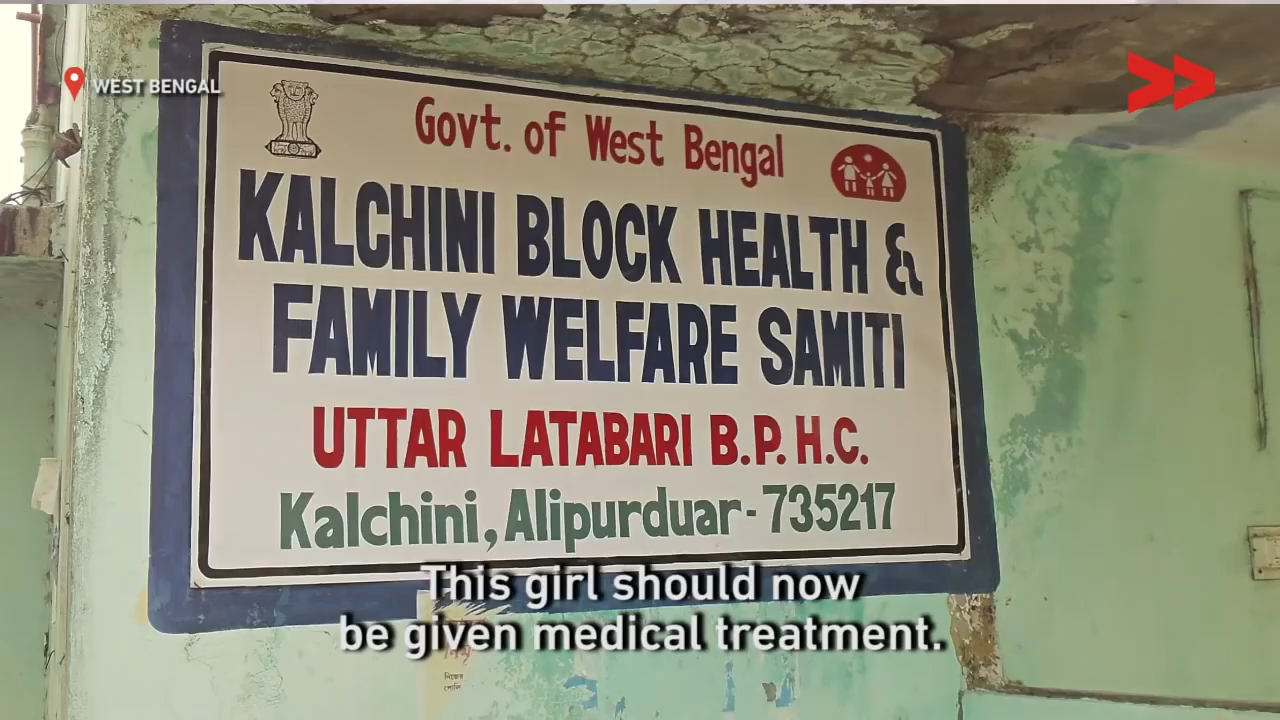 WEST BENGAL
Govt. of West Bengal
KALCHINI BLOCK HEALTH &
FAMILY WELFARE SAMITI
UTTAR LATABARI B.P.H.C.
Kalchini, Alipurduar-735217
This girl should now
be given medical treatment.